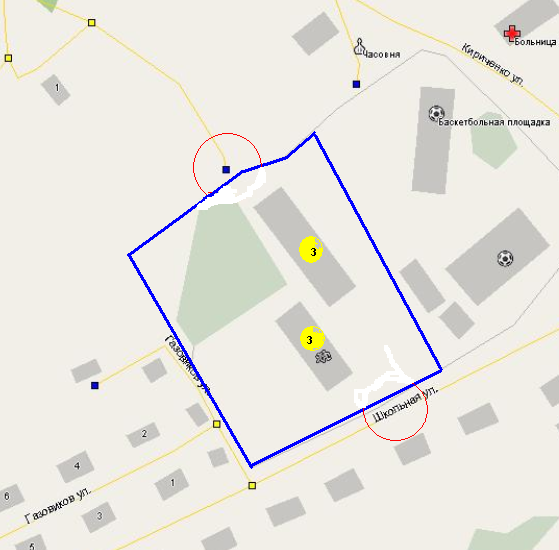 Больница
Кириченко ул.
Часовня
1
Баскетбольная площадка
3
3
Газовиков ул.
Школьная ул.
2
4
1
6
Газовиков ул.
3
5